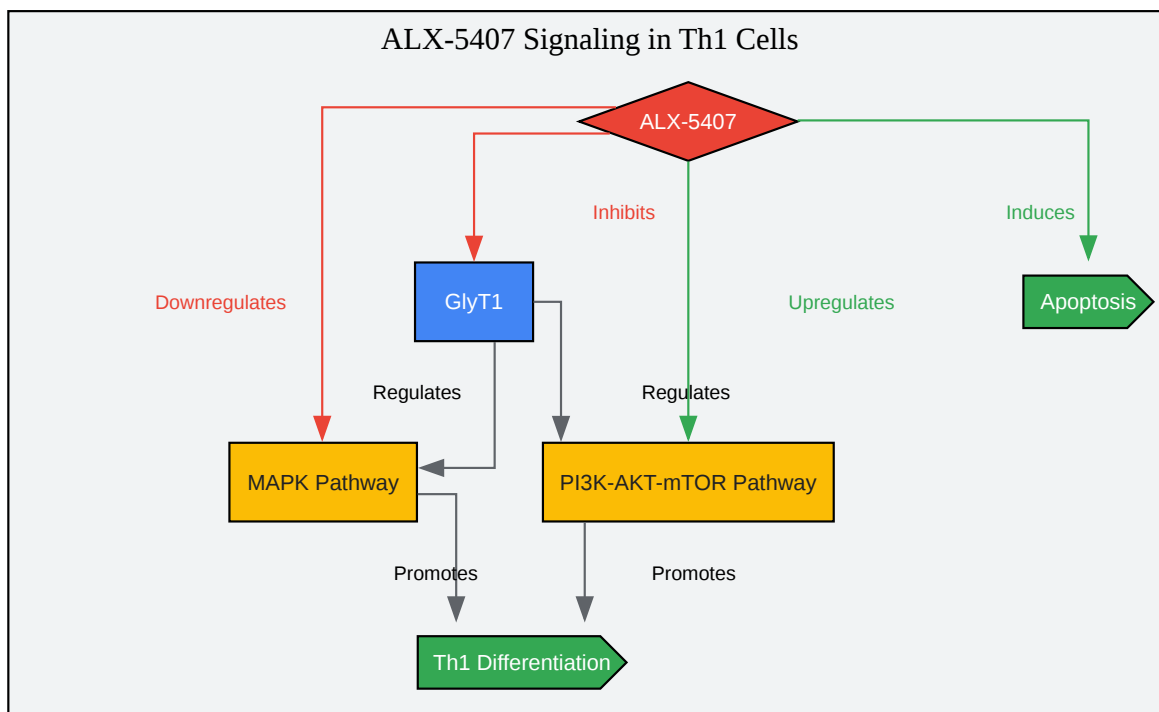 ALX-5407 Signaling in Th1 Cells
ALX-5407
Inhibits
Induces
Downregulates
GlyT1
Upregulates
Apoptosis
Regulates
Regulates
MAPK Pathway
PI3K-AKT-mTOR Pathway
Promotes
Promotes
Th1 Differentiation